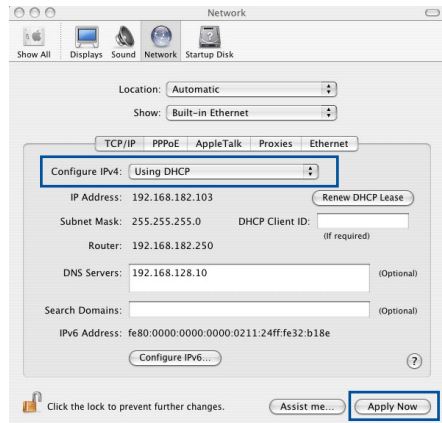 Network
Show All Displays Sound Network Startup Disk
Location: Automatic
Show: Built-in Ethernet
TCP/IP PPPoE AppleTalk Proxies Ethernet
Configure IPv4: Using DHCP
IP Address: 192.168.182.103 Renew DHCP Lease
Subnet Mask: 255.255.255.0 DHCP Client ID:
(If required)
Router: 192.168.182.250
DNS Servers: 192.168.128.10 (Optional)
Search Domains: (Optional)
IPv6 Address: fe80:0000:0000:0000:0211:24ff:fe32:b18e
Configure IPv6...
?
Click the lock to prevent further changes. Assist me... Apply Now